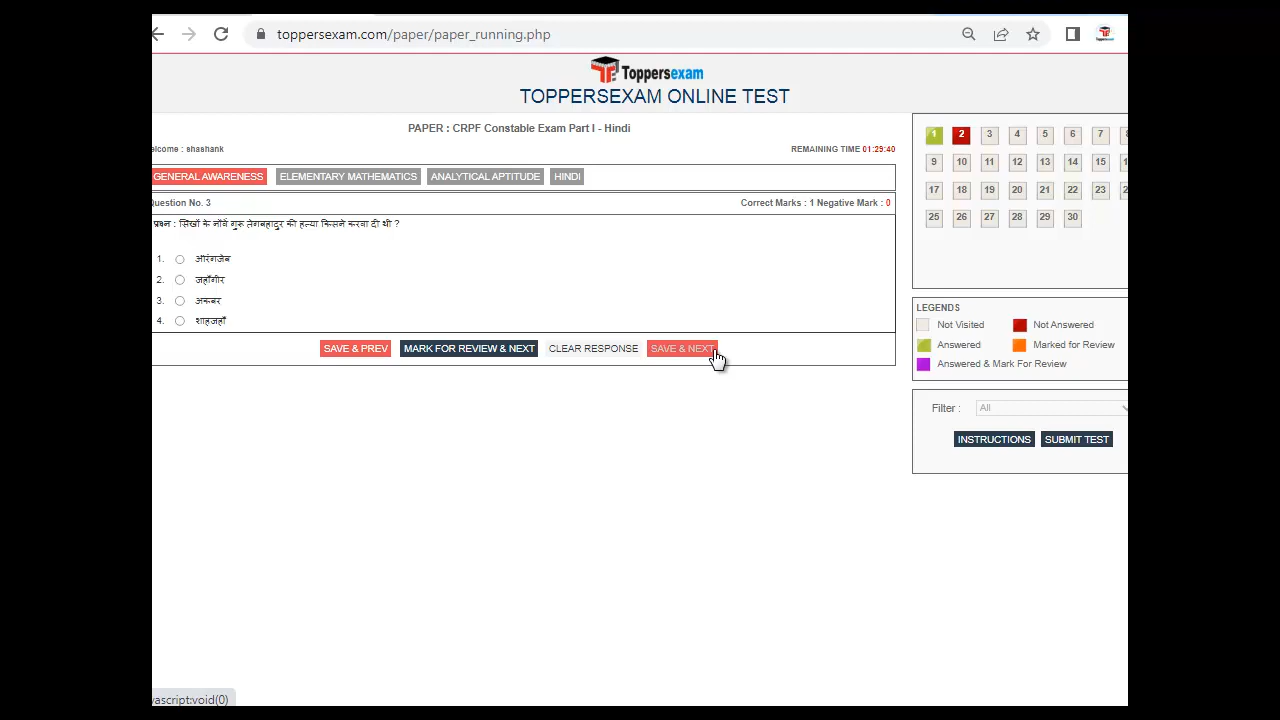 toppersexam.com/paper/paper_running.php
Toppersexam
TOPPERSEXAM ONLINE TEST
PAPER : CRPF Constable Exam Part I - Hindi
elcome : shashank
REMAINING TIME 01:29:40
GENERAL AWARENESS ELEMENTARY MATHEMATICS ANALYTICAL APTITUDE HINDI
Question No. 3 Correct Marks : 1 Negative Mark : 0
प्रश्न : सिखों के नौंवे गुरु तेगबहादुर की हत्या किसने करवा दी थी ?
1. औरंगजेब
2. जहाँगीर
3. अकबर
4. शाहजहाँ
SAVE & PREV MARK FOR REVIEW & NEXT CLEAR RESPONSE SAVE & NEXT
1 2 3 4 5 6 7 8
9 10 11 12 13 14 15 1
17 18 19 20 21 22 23 2
25 26 27 28 29 30
LEGENDS
Not Visited Not Answered
Answered Marked for Review
Answered & Mark For Review
Filter : All
INSTRUCTIONS SUBMIT TEST
vascript:void(0)